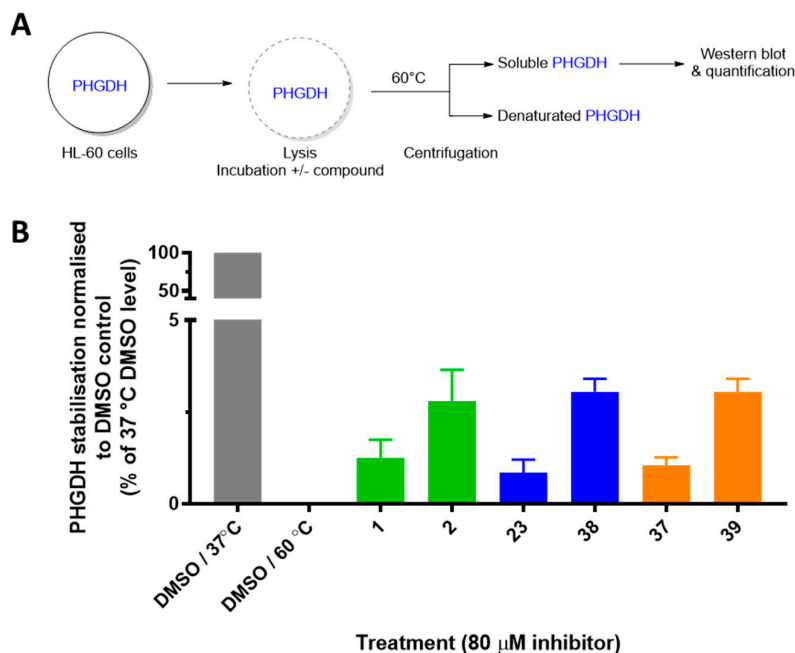 A
PHGDH
HL-60 cells
PHGDH
Lysis
Incubation +/- compound
60°C
Centrifugation
Soluble PHGDH
Denaturated PHGDH
Western blot
& quantification
B
PHGDH stabilisation normalised
to DMSO control
(% of 37 °C DMSO level)
100
50
5
0
DMSO / 37°C
DMSO / 60 °C
1
2
23
38
37
39
Treatment (80 μM inhibitor)